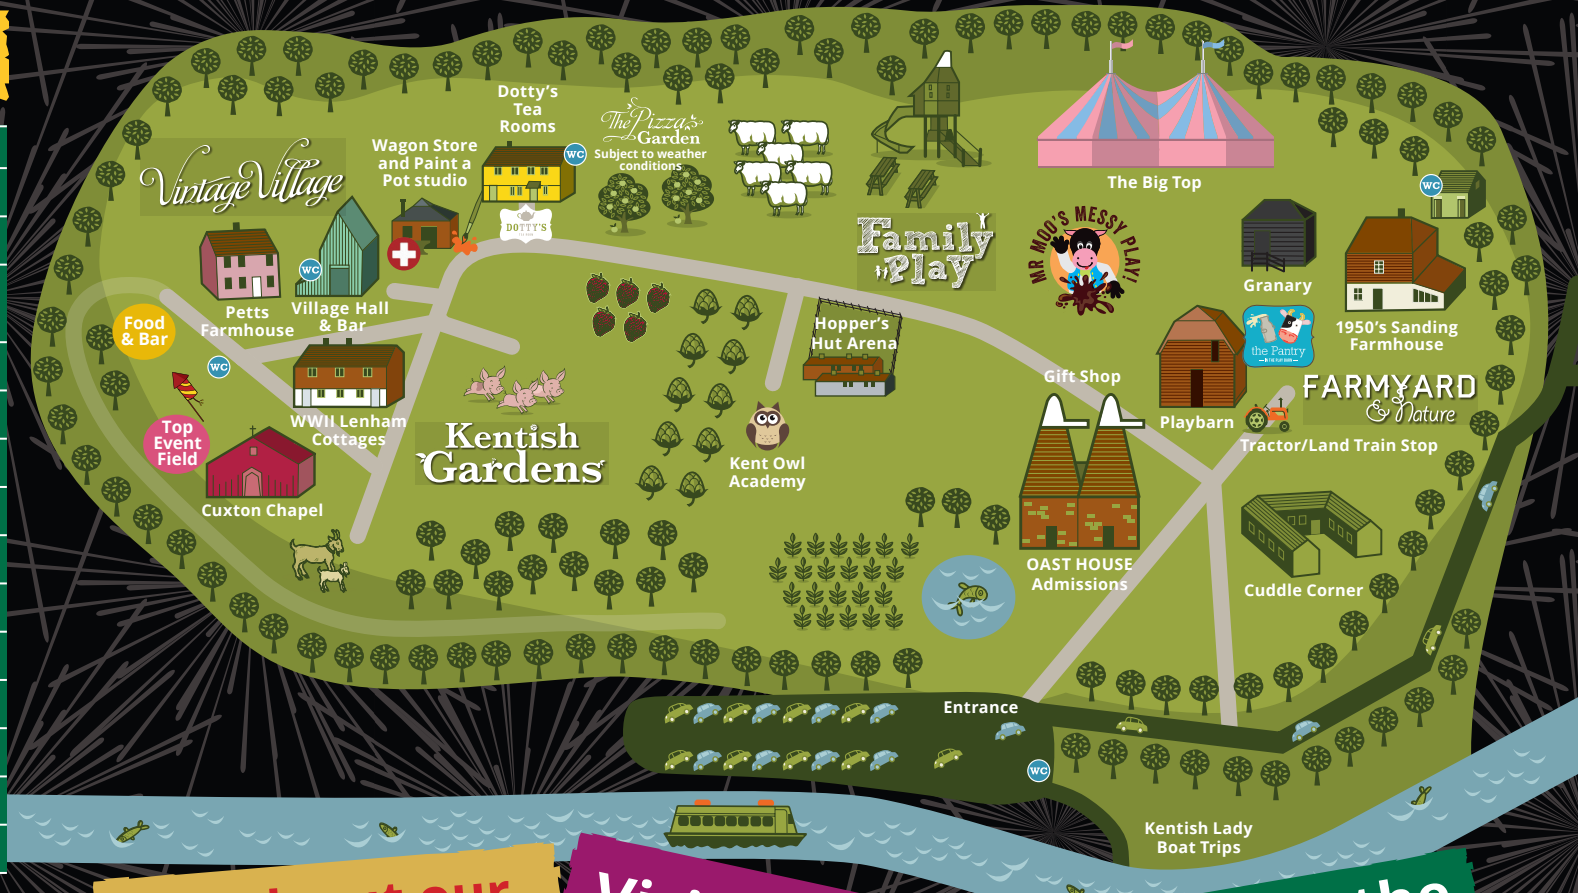 Vintage Village
Wagon Store
and Paint a
Pot studio
Dotty's
Tea
Rooms
WC
DOTTY'S
The Pizza
Garden
Subject to weather
conditions
The Big Top
WC
Family
Play
MR MOO'S MESSY PLAY!
Granary
1950's Sanding
Farmhouse
the Pantry
Petts
Farmhouse
WC
Village Hall
& Bar
Food
& Bar
WC
Top
Event
Field
WWII Lenham
Cottages
Cuxton Chapel
Kentish
Gardens
Hopper's
Hut Arena
Kent Owl
Academy
Gift Shop
Playbarn
FARMYARD
& Nature
Tractor/Land Train Stop
OAST HOUSE
Admissions
Cuddle Corner
Entrance
WC
Kentish Lady
Boat Trips
our
the